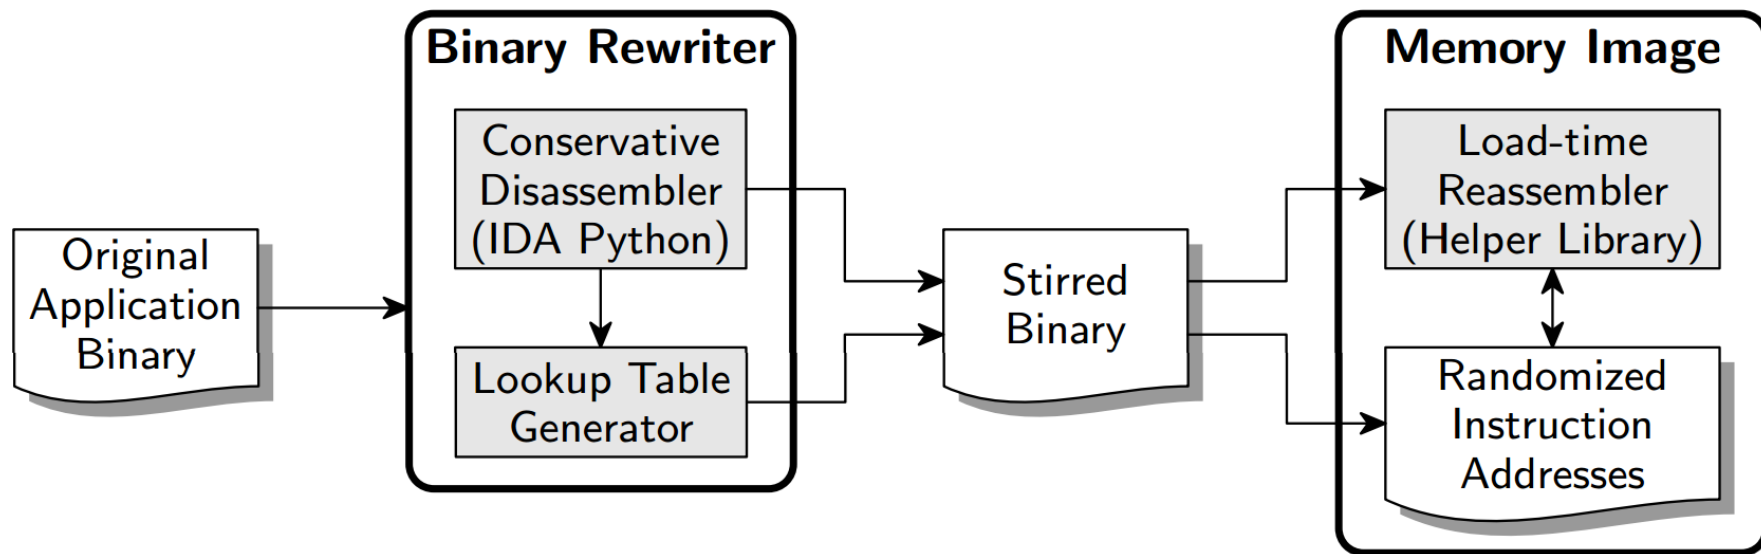 Binary Rewriter
Memory Image
Original
Application
Binary
Conservative
Disassembler
(IDA Python)
Lookup Table
Generator
Stirred
Binary
Load-time
Reassembler
(Helper Library)
Randomized
Instruction
Addresses